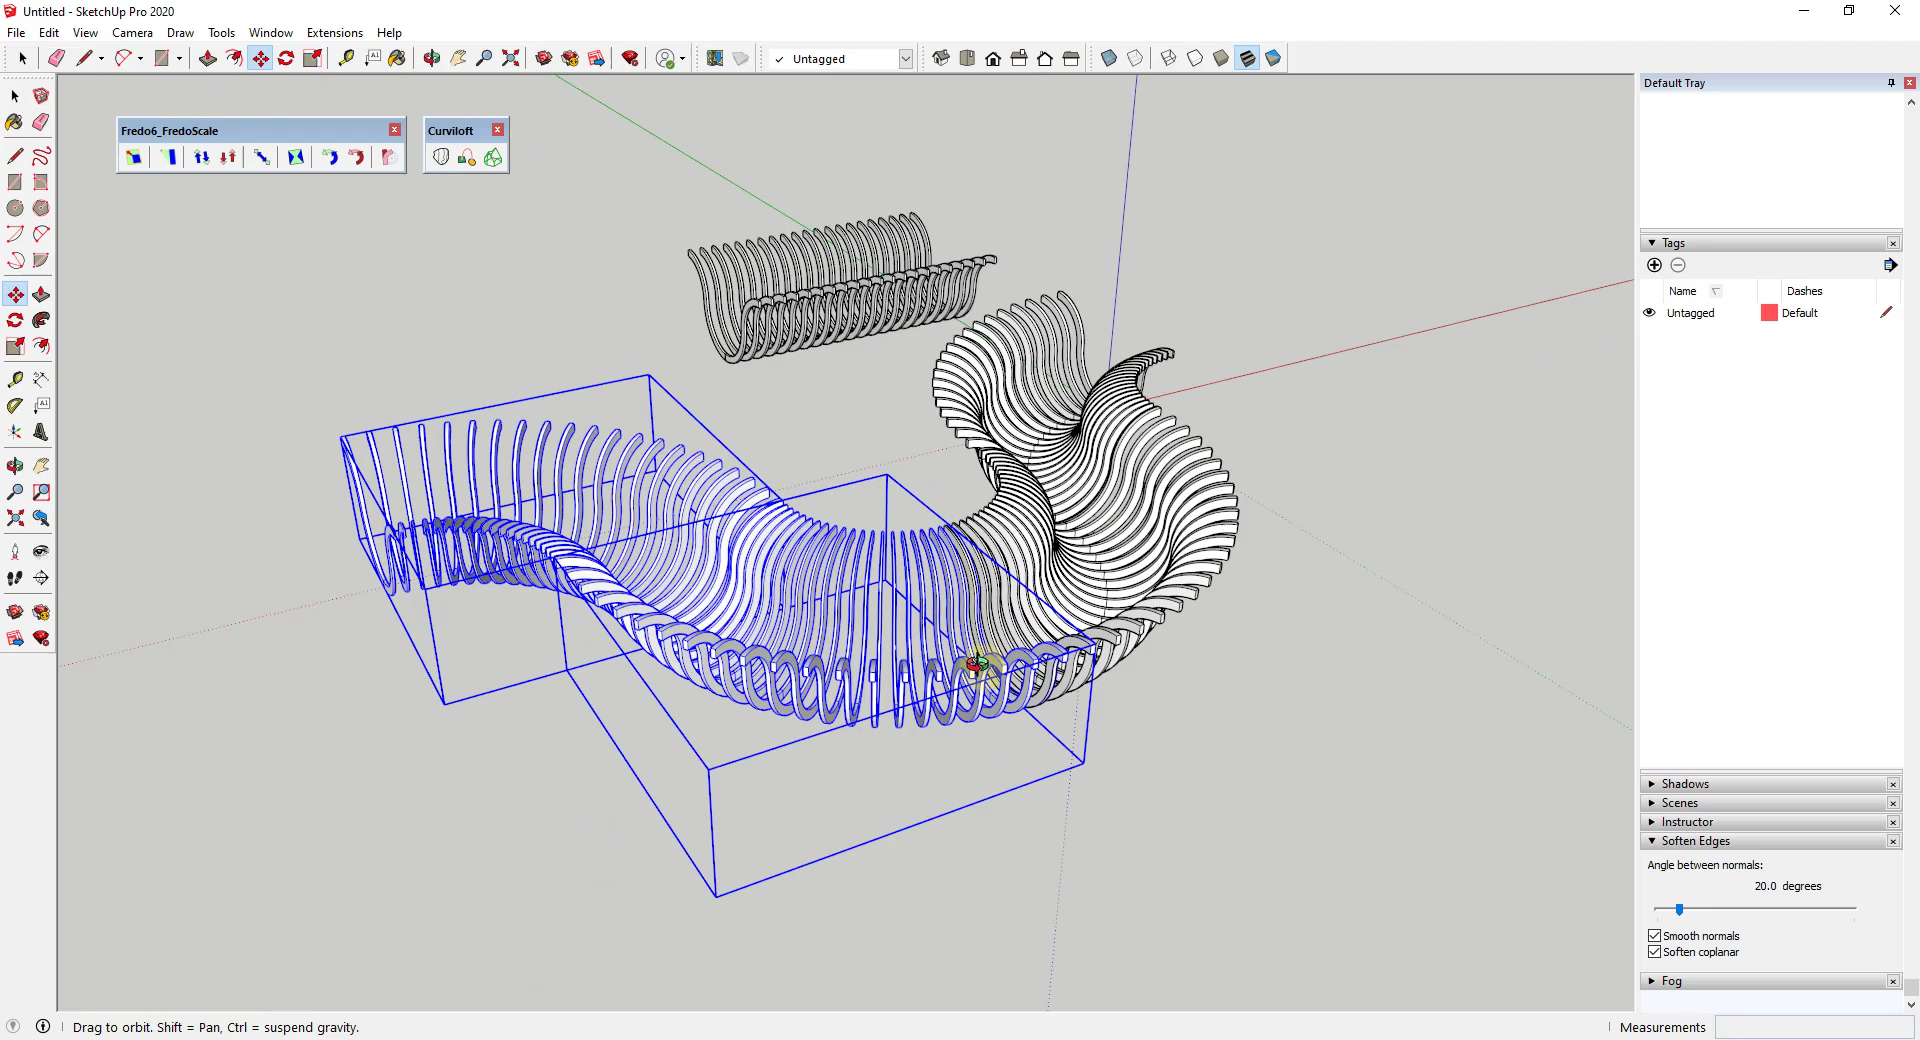 Untitled - SketchUp Pro 2020
File Edit View Camera Draw Tools Window Extensions Help
Untagged
Default Tray
Fredo6_FredoScale
Curviloft
Tags
Name Dashes
Untagged Default
Shadows
Scenes
Instructor
Soften Edges
Angle between normals:
20.0 degrees
Smooth normals
Soften coplanar
Fog
Drag to orbit. Shift = Pan, Ctrl = suspend gravity.
Measurements